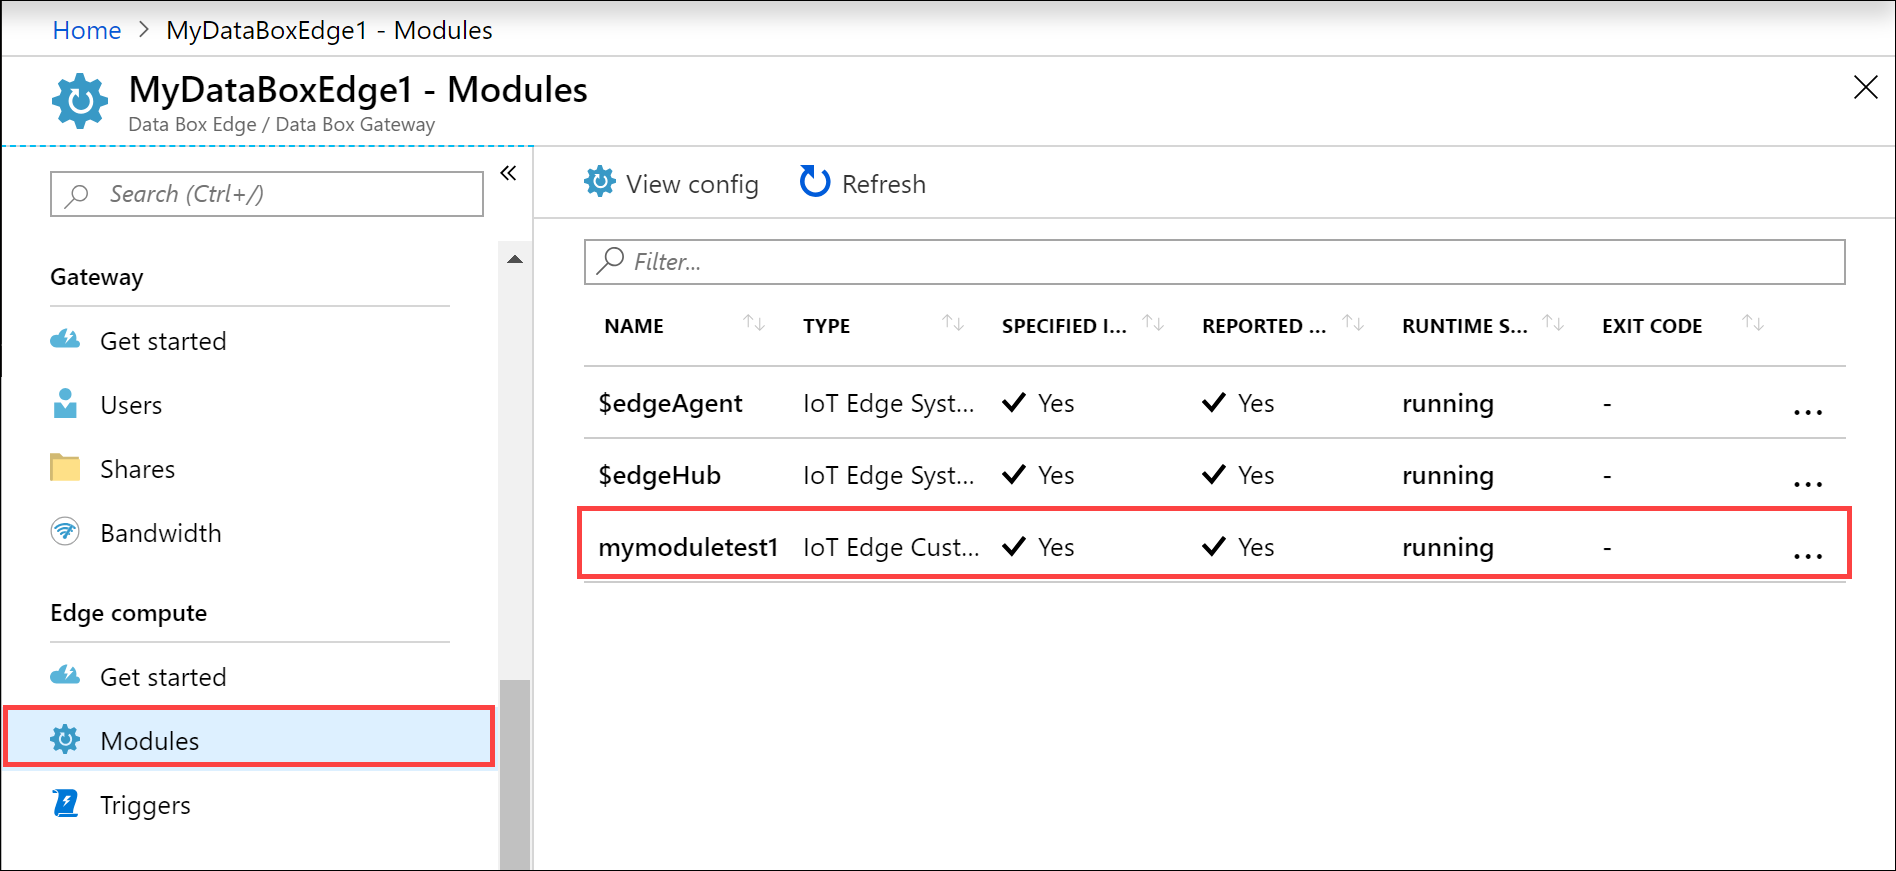 Home > MyDataBoxEdge1 - Modules
MyDataBoxEdge1 - Modules
Data Box Edge / Data Box Gateway
Search (Ctrl+/)
«
Gateway
Get started
Users
Shares
Bandwidth
Edge compute
Get started
Modules
Triggers
View config Refresh
Filter...
NAME TYPE SPECIFIED I... REPORTED ... RUNTIME S... EXIT CODE
$edgeAgent IoT Edge Syst... Yes Yes running - ...
$edgeHub IoT Edge Syst... Yes Yes running - ...
mymoduletest1 IoT Edge Cust... Yes Yes running - ...